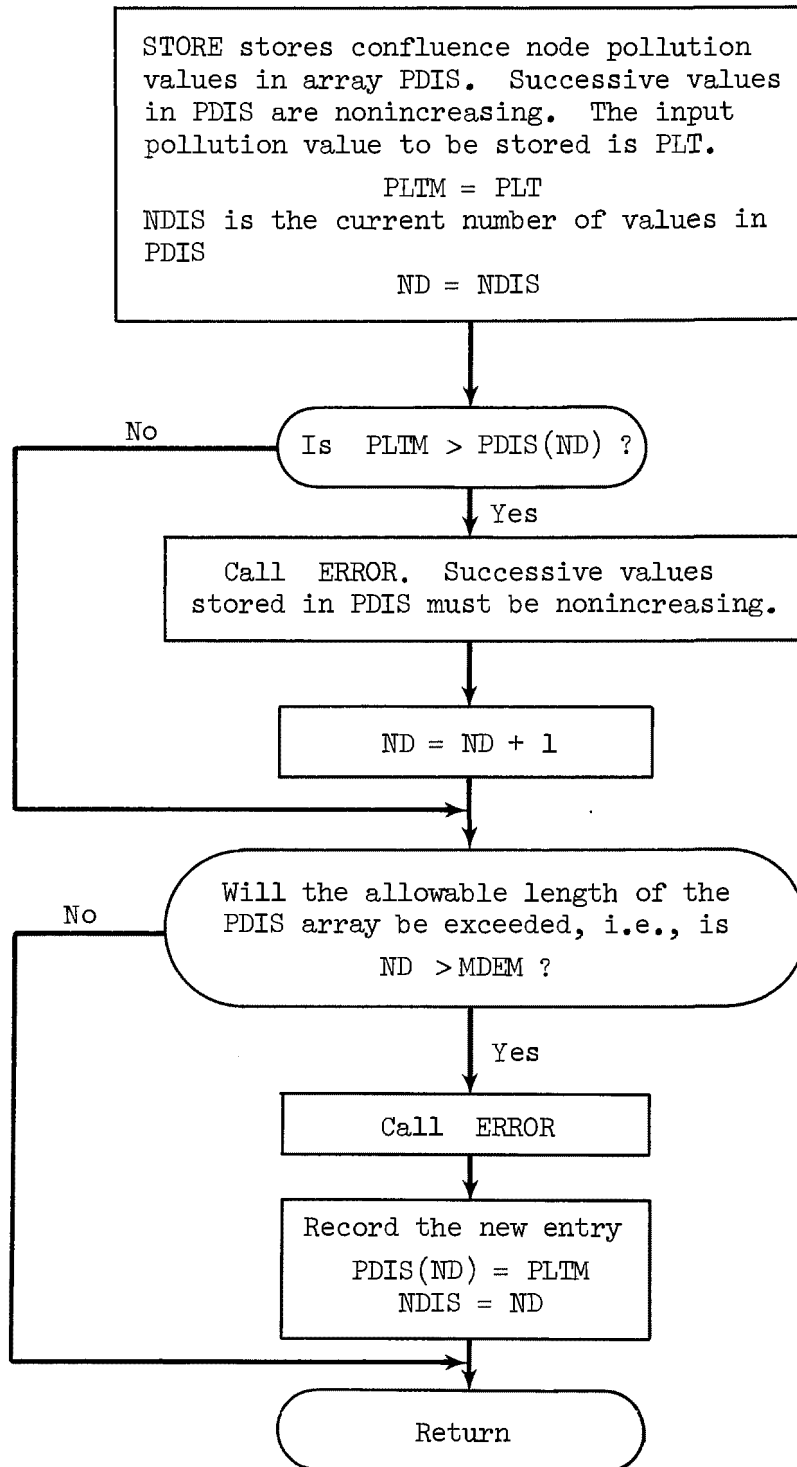 STORE stores confluence node pollution
values in array PDIS. Successive values
in PDIS are nonincreasing. The input
pollution value to be stored is PLT.
PLTM = PLT
NDIS is the current number of values in
PDIS
ND = NDIS
No
Is PLTM > PDIS(ND) ?
Yes
Call ERROR. Successive values
stored in PDIS must be nonincreasing.
ND = ND + 1
No
Will the allowable length of the
PDIS array be exceeded, i.e., is
ND > MDEM ?
Yes
Call ERROR
Record the new entry
PDIS(ND) = PLTM
NDIS = ND
Return